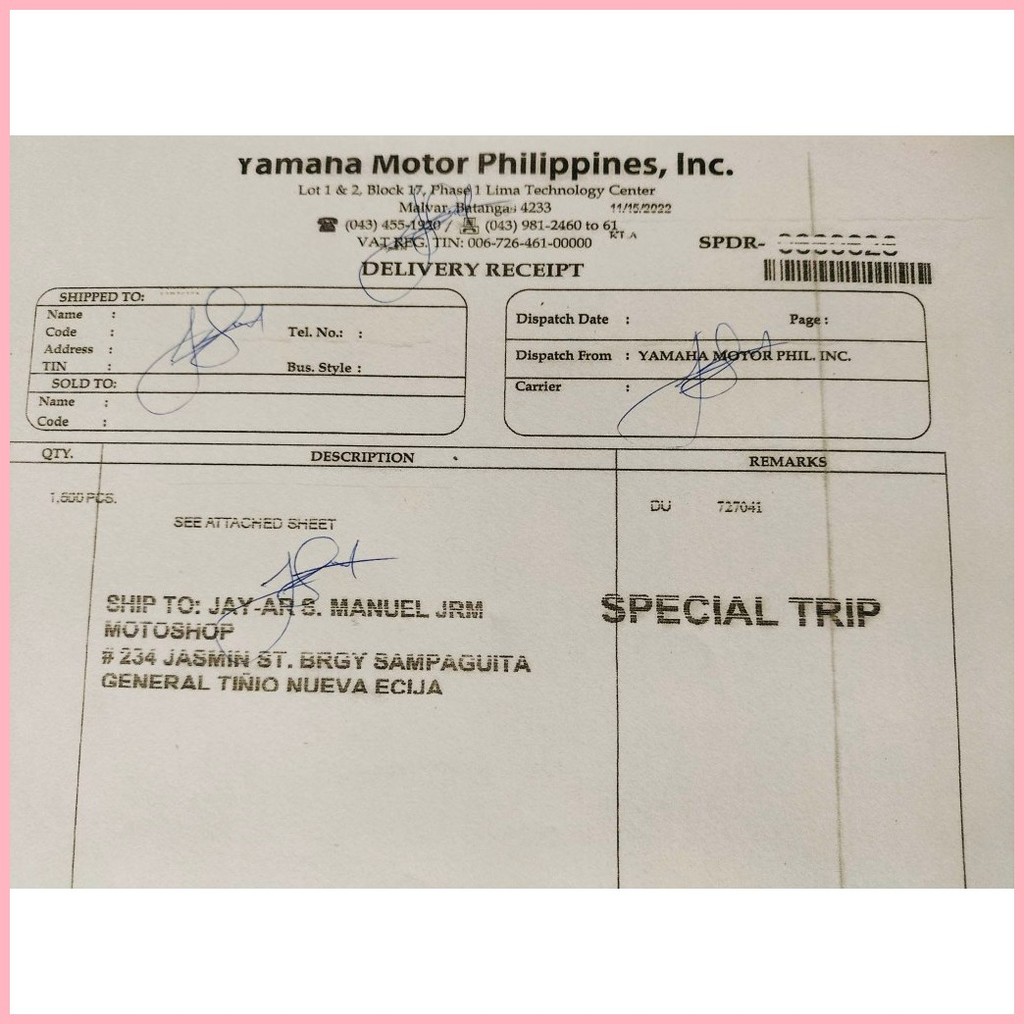 Yamaha Motor Philippines, Inc.
Lot 1 & 2, Block 17, Phase 1 Lima Technology Center
Malvar, Batangas 4233
11/15/2022
(043) 455-1920 / (043) 981-2460 to 61
VAT REG. TIN: 006-726-461-00000
SPDR-
DELIVERY RECEIPT
SHIPPED TO:
Name :
Code : Tel. No.: :
Address :
TIN : Bus. Style :
SOLD TO:
Name :
Code :
Dispatch Date : Page :
Dispatch From : YAMAHA MOTOR PHIL. INC.
Carrier :
QTY. DESCRIPTION REMARKS
1,500 PCS. DU 727041
SEE ATTACHED SHEET
SHIP TO: JAY-AR S. MANUEL JRM
MOTOSHOP
# 234 JASMIN ST. BRGY SAMPAGUITA
GENERAL TIÑIO NUEVA ECIJA
SPECIAL TRIP